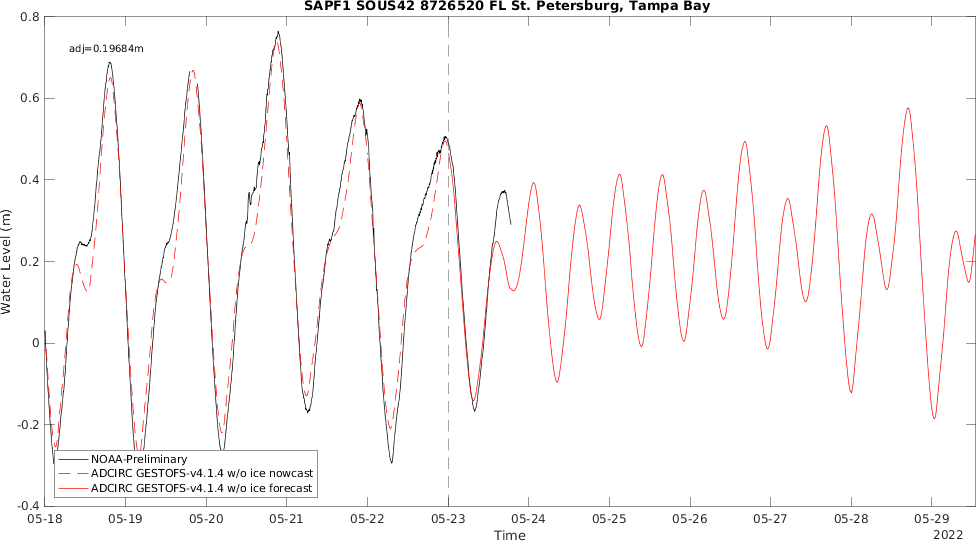 SAPF1 SOUS42 8726520 FL St. Petersburg, Tampa Bay
adj=0.19684m
0.8
0.6
0.4
0.2
0
-0.2
-0.4
Water Level (m)
NOAA-Preliminary
ADCIRC GESTOFS-v4.1.4 w/o ice nowcast
ADCIRC GESTOFS-v4.1.4 w/o ice forecast
05-18 05-19 05-20 05-21 05-22 05-23 05-24 05-25 05-26 05-27 05-28 05-29
Time
2022